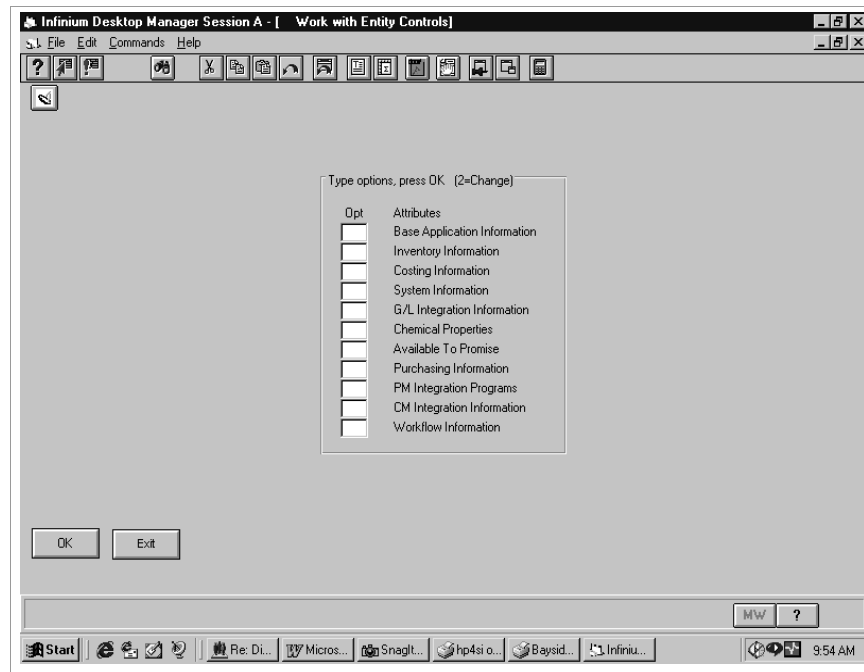 Infinium Desktop Manager Session A - [ Work with Entity Controls]
File Edit Commands Help
Type options, press OK (2=Change)
Opt Attributes
Base Application Information
Inventory Information
Costing Information
System Information
G/L Integration Information
Chemical Properties
Available To Promise
Purchasing Information
PM Integration Programs
CM Integration Information
Workflow Information
OK Exit
MW ?
Start Re: Di... Micros... SnagIt... hp4si o... Baysid... Infiniu... 9:54 AM